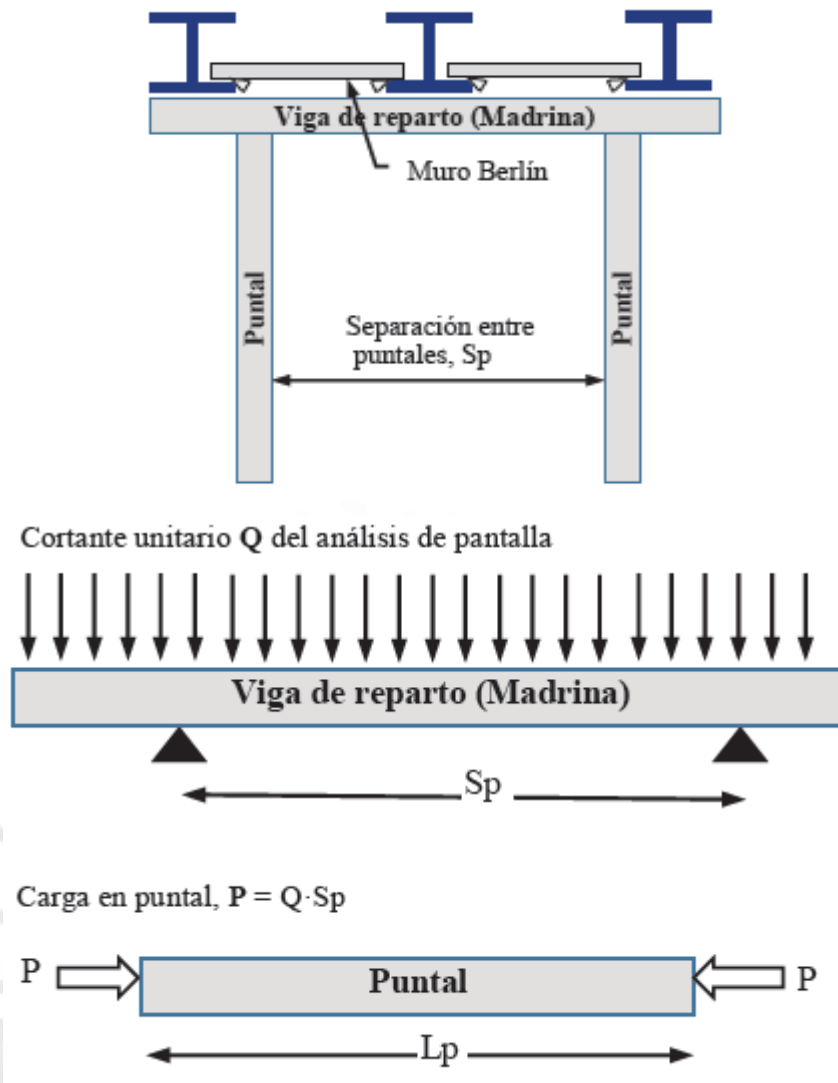 Viga de reparto (Madrina)
Muro Berlín
Puntal
Puntal
Separación entre
puntales, Sp
Cortante unitario Q del análisis de pantalla
Viga de reparto (Madrina)
Sp
Carga en puntal, P = Q·Sp
P
Puntal
P
Lp